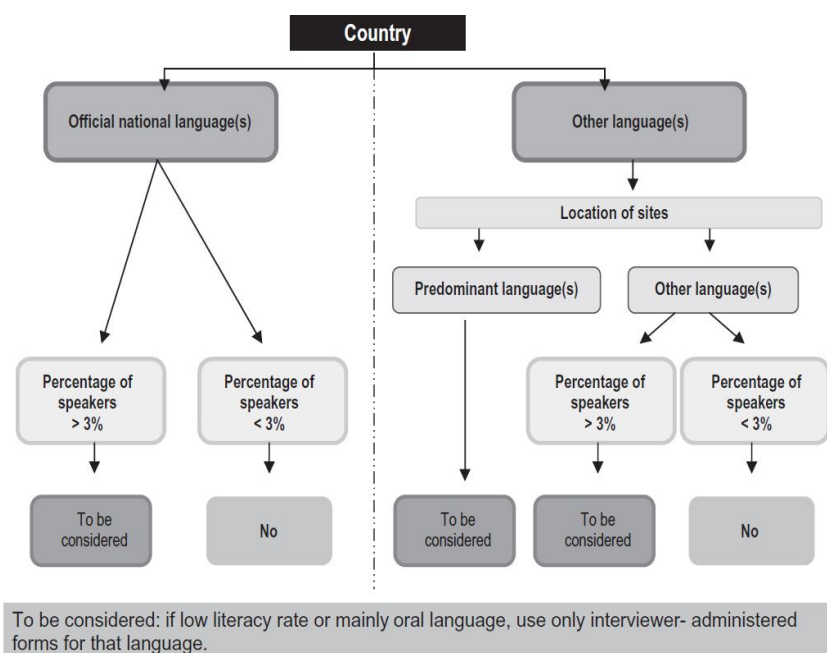 Country
Official national language(s)
Other language(s)
Location of sites
Predominant language(s)
Other language(s)
Percentage of
speakers
> 3%
Percentage of
speakers
< 3%
Percentage of
speakers
> 3%
Percentage of
speakers
< 3%
To be
considered
No
To be
considered
To be
considered
No
To be considered: if low literacy rate or mainly oral language, use only interviewer- administered
forms for that language.